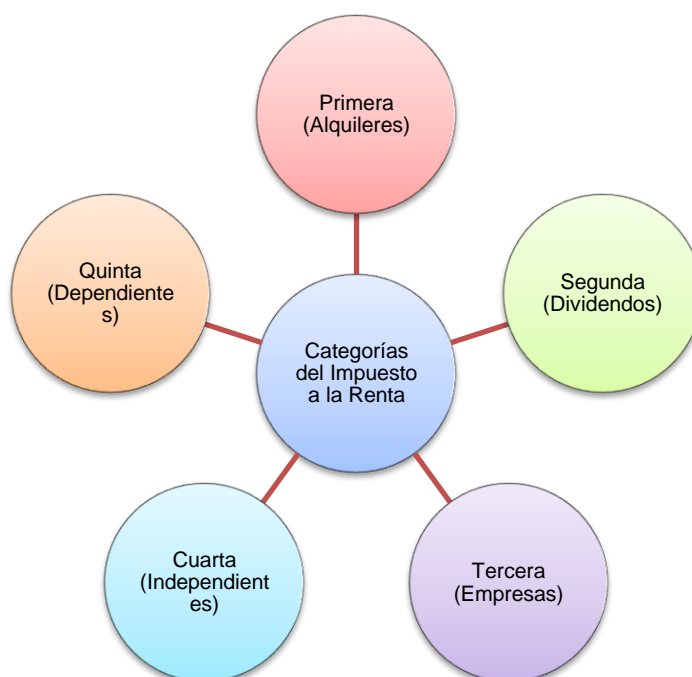 Primera
(Alquileres)
Segunda
(Dividendos)
Tercera
(Empresas)
Cuarta
(Independient
es)
Quinta
(Dependiente
s)
Categorías
del Impuesto
a la Renta